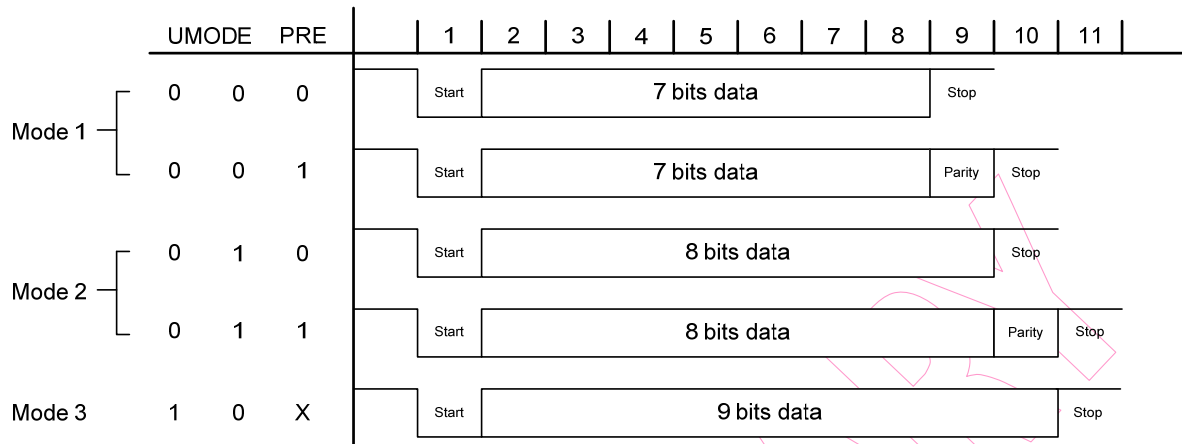 UMODE PRE 1 2 3 4 5 6 7 8 9 10 11
0 0 0 Start 7 bits data Stop
Mode 1
0 0 1 Start 7 bits data Parity Stop
0 1 0 Start 8 bits data Stop
Mode 2
0 1 1 Start 8 bits data Parity Stop
Mode 3 1 0 X Start 9 bits data Stop